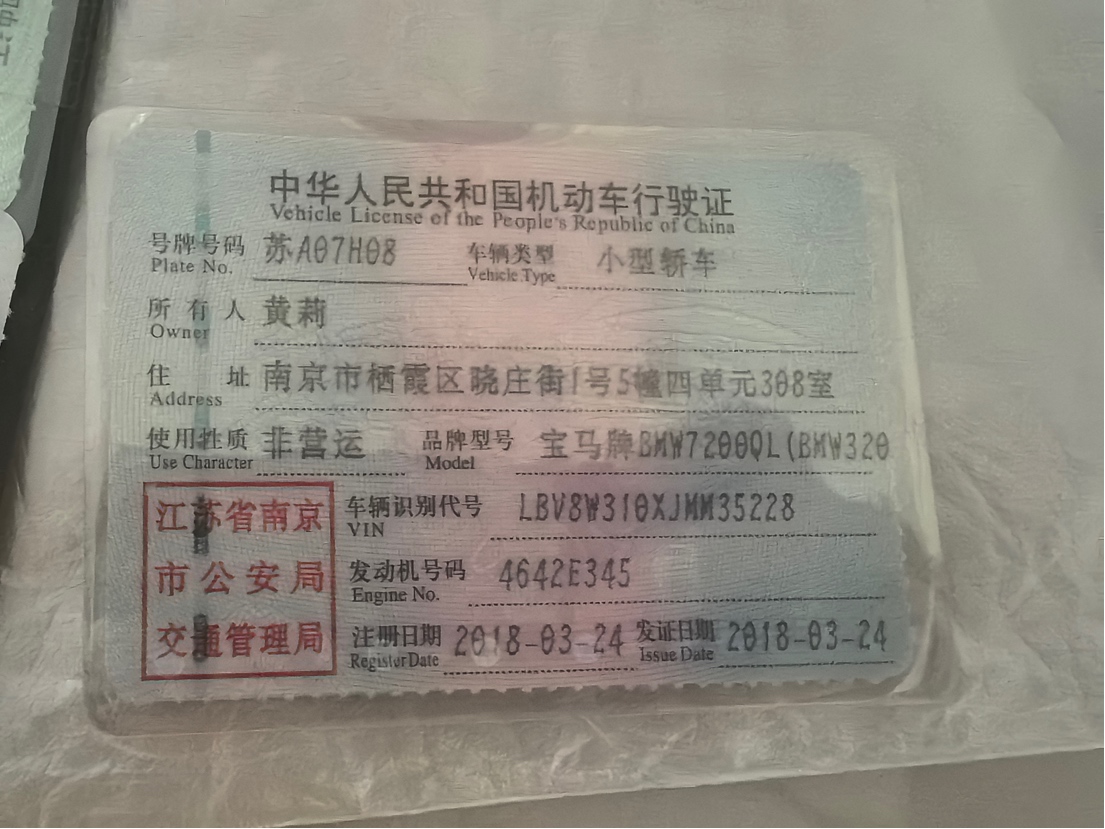 中华人民共和国机动车行驶证
Vehicle License of the People's Republic of China
号牌号码 苏A07H08 车辆类型 小型轿车
Plate No. Vehicle Type
所有人 黄莉
Owner
住址 南京市栖霞区晓庄街1号5幢四单元308室
Address
使用性质 非营运 品牌型号 宝马牌BMW7200QL(BMW320
Use Character Model
江苏省南京
市公安局
交通管理局
车辆识别代号 LBV8W310XJMM35228
VIN
发动机号码 4642E345
Engine No.
注册日期 2018-03-24 发证日期 2018-03-24
Register Date Issue Date